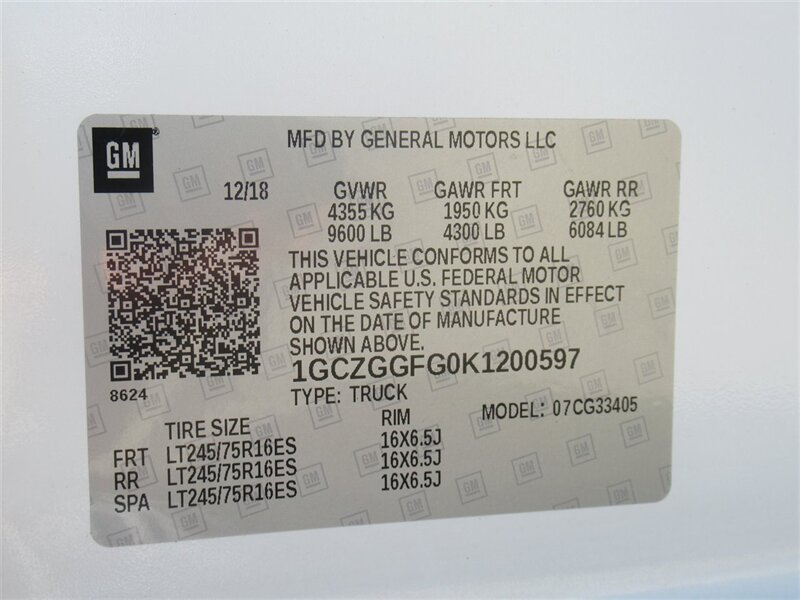 GM
MFD BY GENERAL MOTORS LLC
12/18 GVWR GAWR FRT GAWR RR
4355 KG 1950 KG 2760 KG
9600 LB 4300 LB 6084 LB
THIS VEHICLE CONFORMS TO ALL
APPLICABLE U.S. FEDERAL MOTOR
VEHICLE SAFETY STANDARDS IN EFFECT
ON THE DATE OF MANUFACTURE
SHOWN ABOVE.
1GCZGGFG0K1200597
8624
TYPE: TRUCK
MODEL: 07CG33405
TIRE SIZE RIM
FRT LT245/75R16ES 16X6.5J
RR LT245/75R16ES 16X6.5J
SPA LT245/75R16ES 16X6.5J